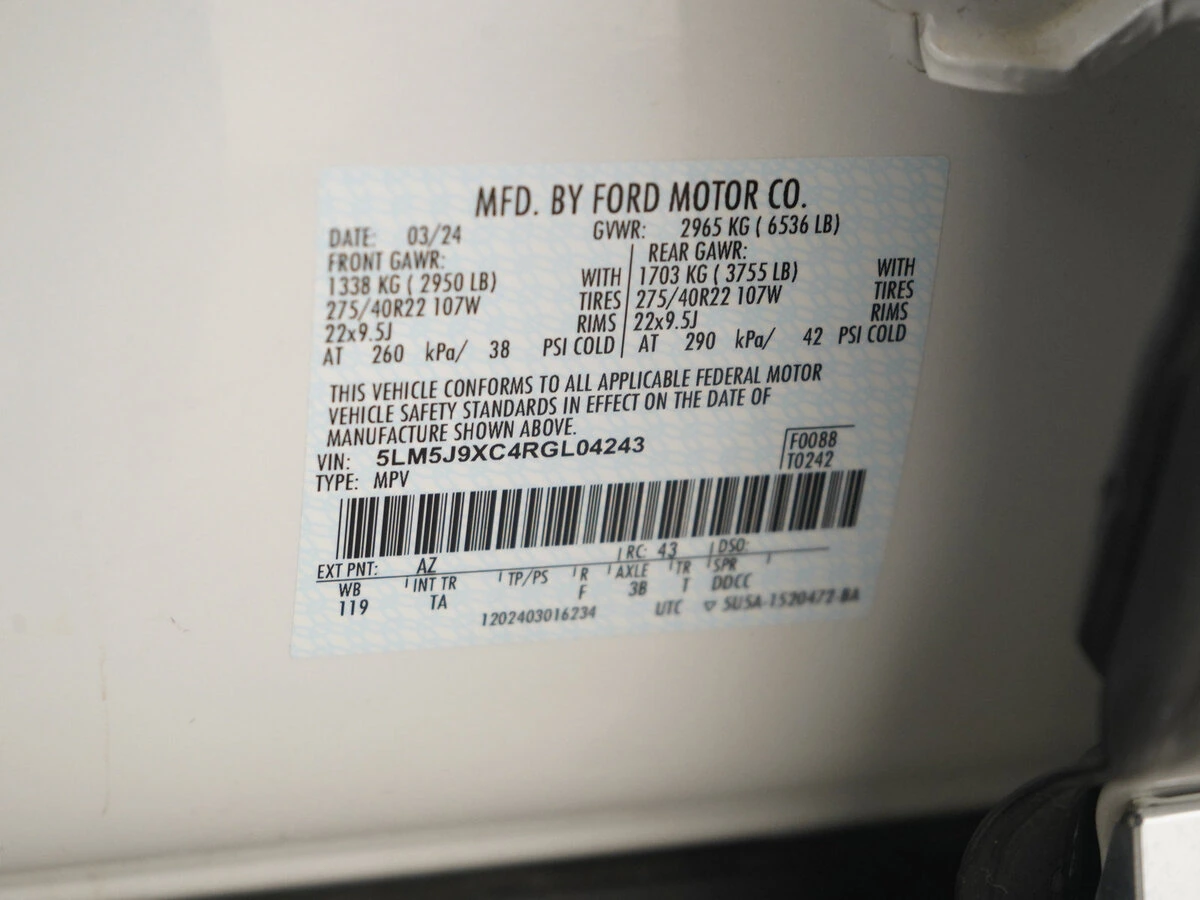 MFD. BY FORD MOTOR CO.
DATE: 03/24 GVWR: 2965 KG ( 6536 LB)
FRONT GAWR: REAR GAWR:
1338 KG ( 2950 LB) WITH 1703 KG ( 3755 LB) WITH
275/40R22 107W TIRES 275/40R22 107W TIRES
22x9.5J RIMS 22x9.5J RIMS
AT 260 kPa/ 38 PSI COLD AT 290 kPa/ 42 PSI COLD
THIS VEHICLE CONFORMS TO ALL APPLICABLE FEDERAL MOTOR
VEHICLE SAFETY STANDARDS IN EFFECT ON THE DATE OF
MANUFACTURE SHOWN ABOVE.
VIN: 5LM5J9XC4RGL04243 F0088
TYPE: MPV T0242
EXT PNT: AZ RC: 43 DSO:
WB INT TR TP/PS R AXLE TR SPR
119 TA F 3B T DDCC
1202403016234 UTC ▽ 5U5A-1520472-BA